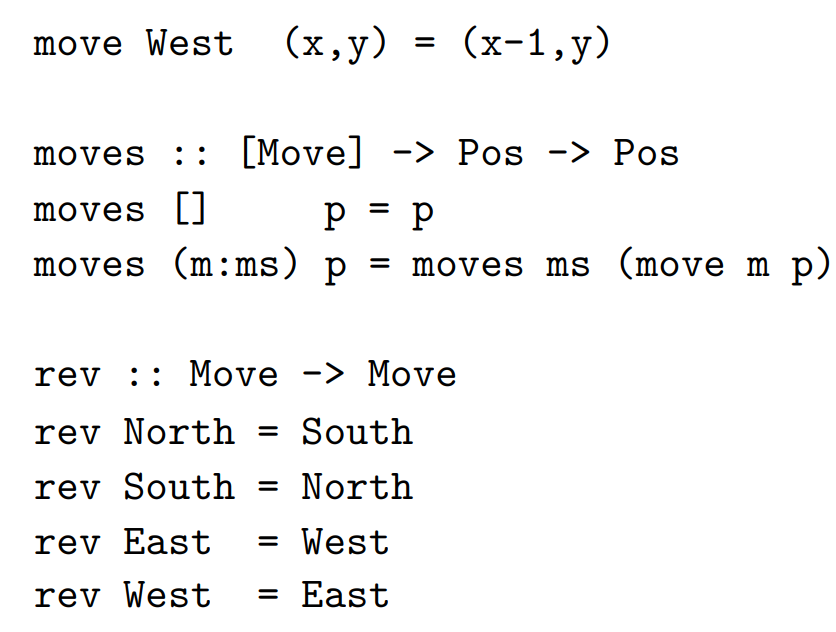 move West  (x,y) = (x-1,y)
moves :: [Move] -> Pos -> Pos
moves []     p = p
moves (m:ms) p = moves ms (move m p)
rev :: Move -> Move
rev North = South
rev South = North
rev East  = West
rev West  = East